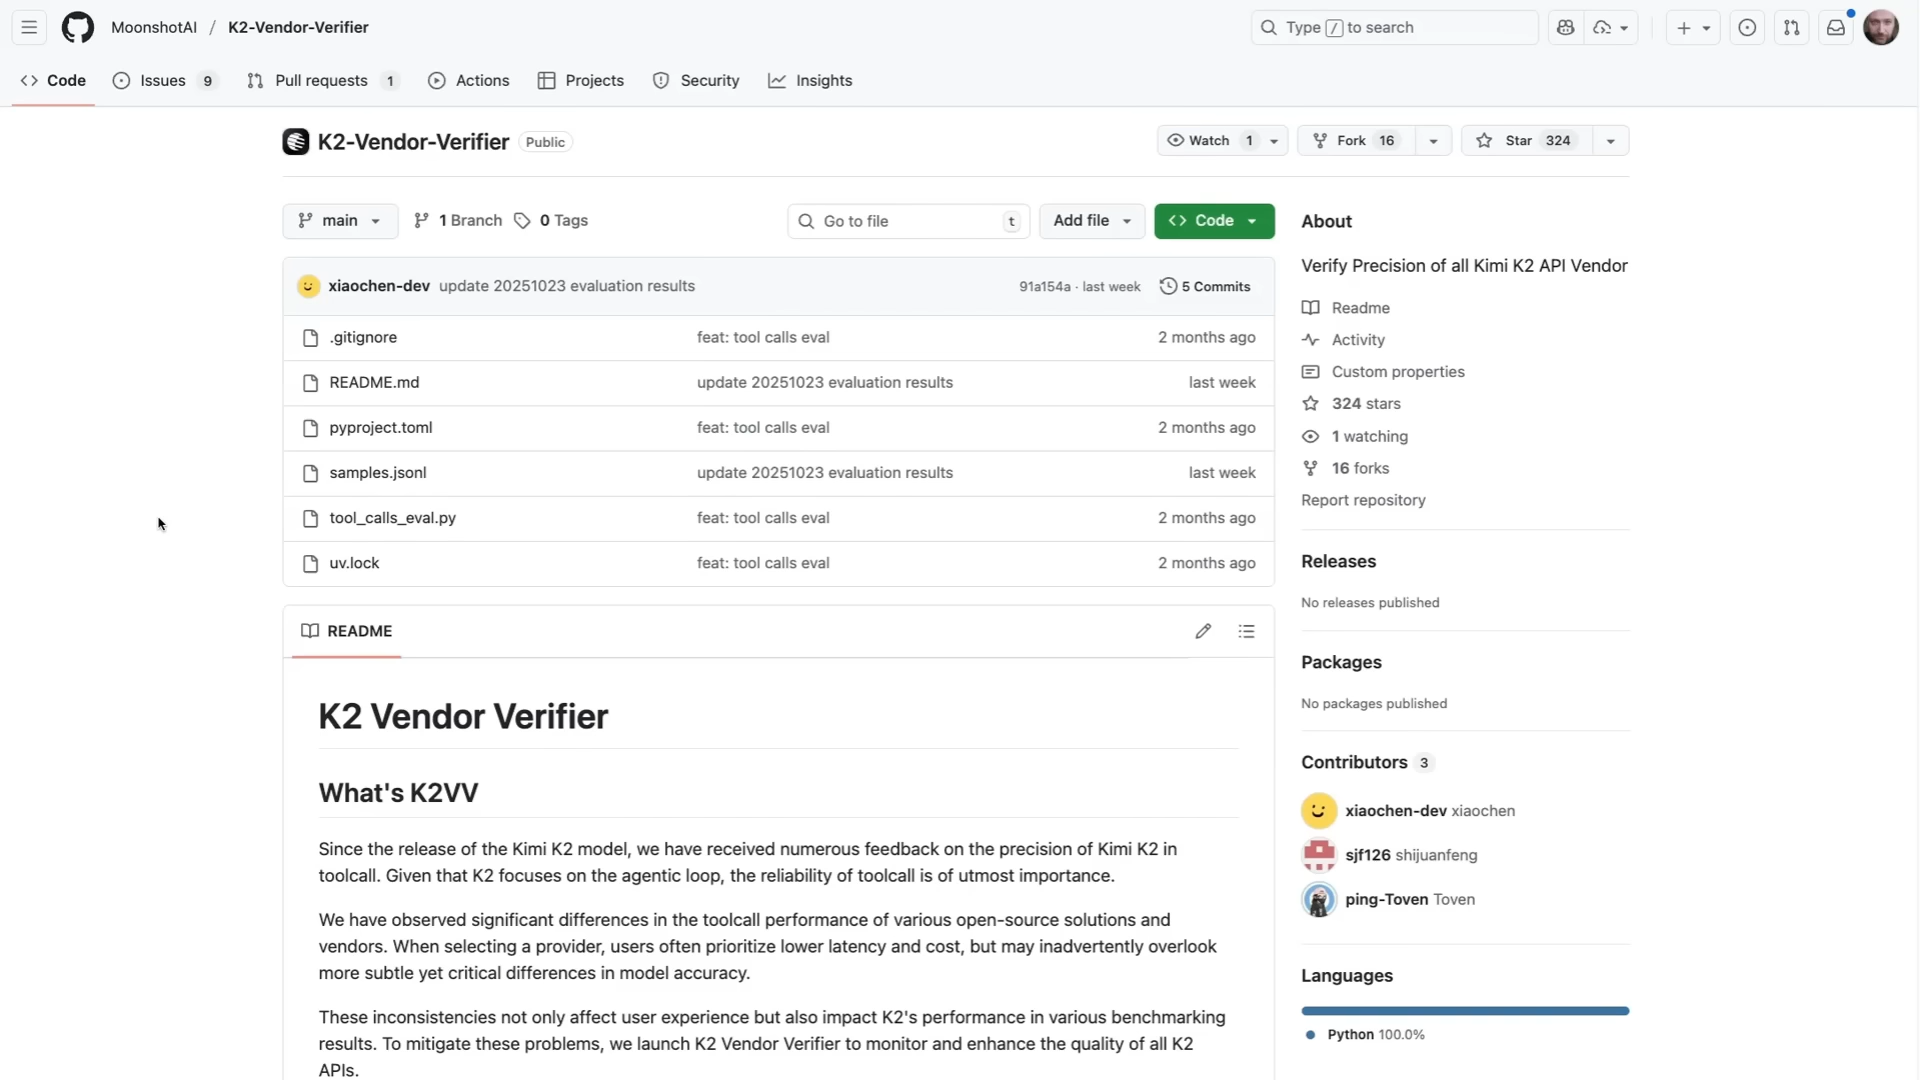 MoonshotAI / K2-Vendor-Verifier
Type / to search
Code
Issues 9
Pull requests 1
Actions
Projects
Security
Insights
K2-Vendor-Verifier Public
Watch 1
Fork 16
Star 324
main
1 Branch
0 Tags
Go to file t
Add file
Code
xiaochen-dev update 20251023 evaluation results 91a154a · last week 5 Commits
.gitignore feat: tool calls eval 2 months ago
README.md update 20251023 evaluation results last week
pyproject.toml feat: tool calls eval 2 months ago
samples.jsonl update 20251023 evaluation results last week
tool_calls_eval.py feat: tool calls eval 2 months ago
uv.lock feat: tool calls eval 2 months ago
README
K2 Vendor Verifier
What's K2VV
Since the release of the Kimi K2 model, we have received numerous feedback on the precision of Kimi K2 in
toolcall. Given that K2 focuses on the agentic loop, the reliability of toolcall is of utmost importance.
We have observed significant differences in the toolcall performance of various open-source solutions and
vendors. When selecting a provider, users often prioritize lower latency and cost, but may inadvertently overlook
more subtle yet critical differences in model accuracy.
These inconsistencies not only affect user experience but also impact K2's performance in various benchmarking
results. To mitigate these problems, we launch K2 Vendor Verifier to monitor and enhance the quality of all K2
APIs.
About
Verify Precision of all Kimi K2 API Vendor
Readme
Activity
Custom properties
324 stars
1 watching
16 forks
Report repository
Releases
No releases published
Packages
No packages published
Contributors 3
xiaochen-dev xiaochen
sjf126 shijuanfeng
ping-Toven Toven
Languages
Python 100.0%